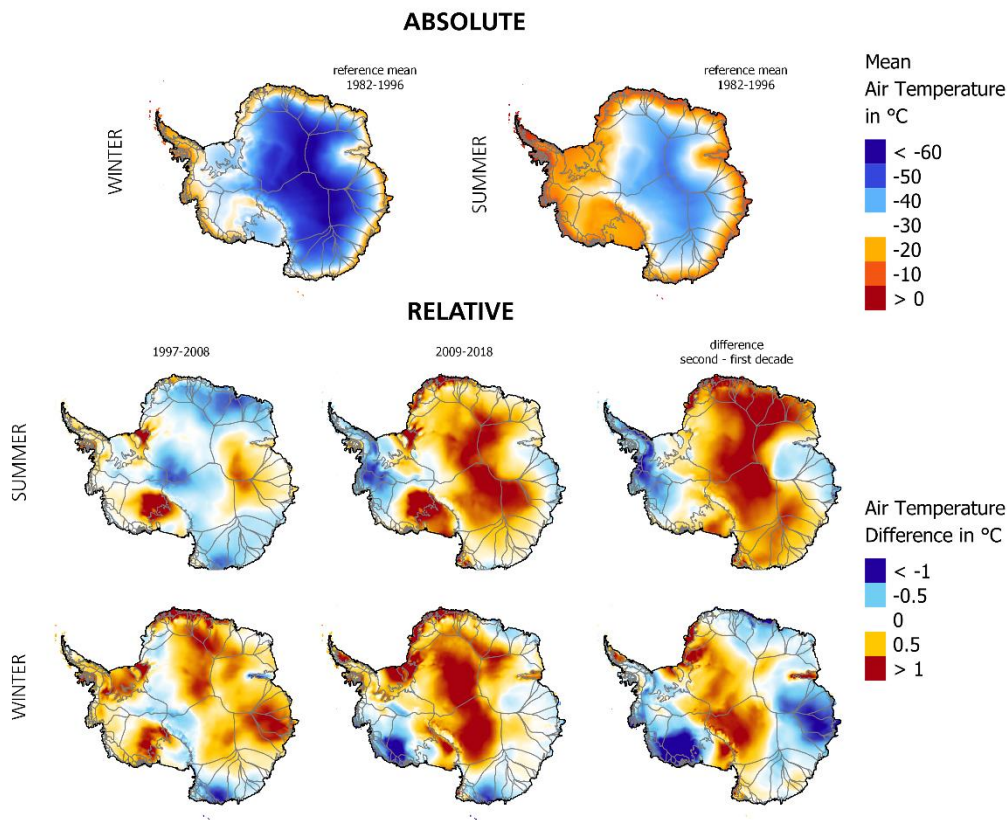 ABSOLUTE
WINTER
reference mean
1982-1996
SUMMER
reference mean
1982-1996
Mean
Air Temperature
in °C
< -60
-50
-40
-30
-20
-10
> 0
RELATIVE
1997-2008
2009-2018
difference
second - first decade
SUMMER
WINTER
Air Temperature
Difference in °C
< -1
-0.5
0
0.5
> 1